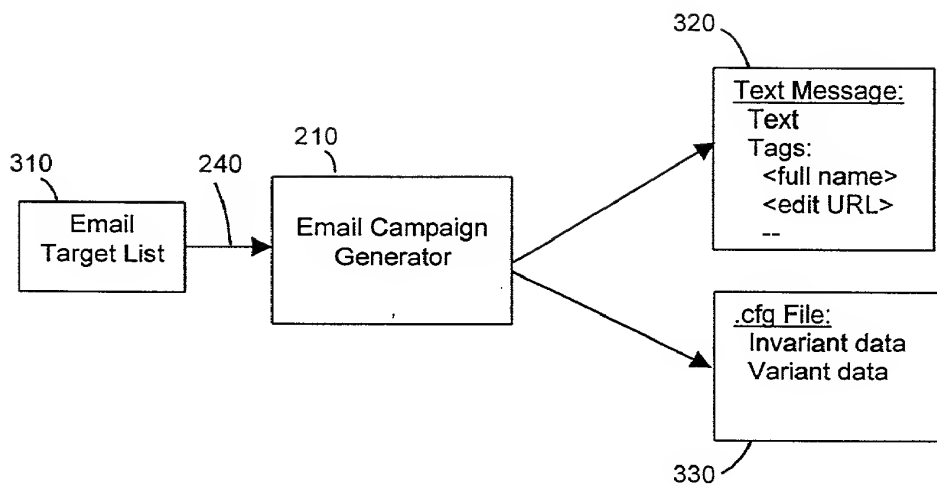 320
Text Message:
Text
Tags:
<full name>
<edit URL>
--
310
240
210
Email
Target List
Email Campaign
Generator
.cfg File:
Invariant data
Variant data
330